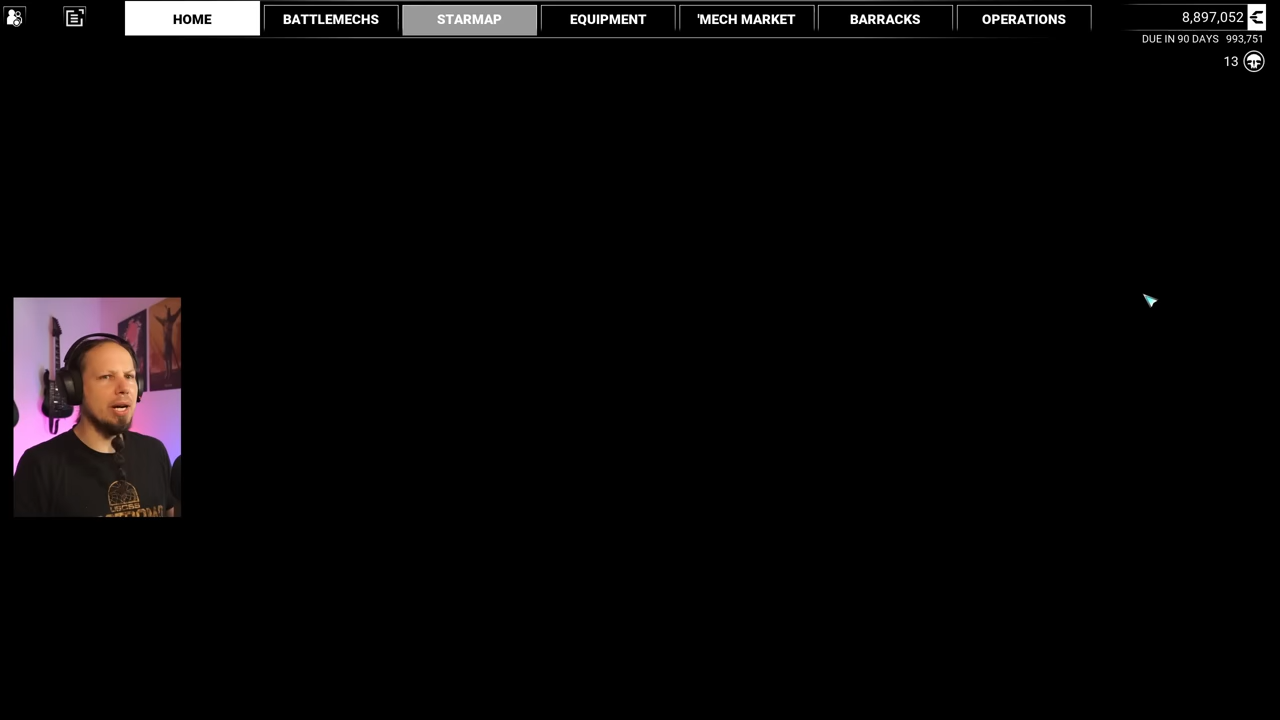 HOME
BATTLEMECHS
STARMAP
EQUIPMENT
'MECH MARKET
BARRACKS
OPERATIONS
8,897,052
DUE IN 90 DAYS 993,751
13